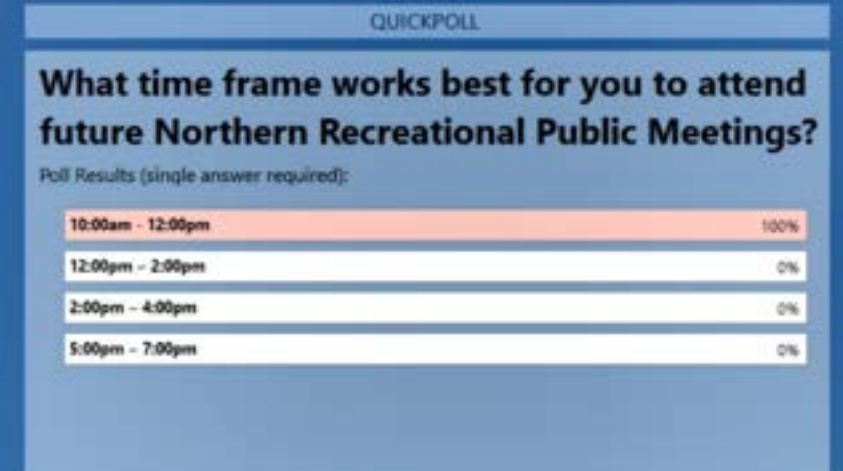 QUICKPOLL
What time frame works best for you to attend
future Northern Recreational Public Meetings?
Poll Results (single answer required):
10:00am - 12:00pm 100%
12:00pm – 2:00pm 0%
2:00pm – 4:00pm 0%
5:00pm – 7:00pm 0%